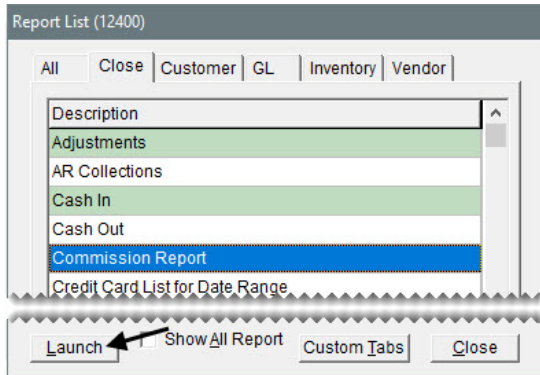 Report List (12400)
All Close Customer GL Inventory Vendor
Description
Adjustments
AR Collections
Cash In
Cash Out
Commission Report
Credit Card List for Date Range
Launch Show All Report Custom Tabs Close